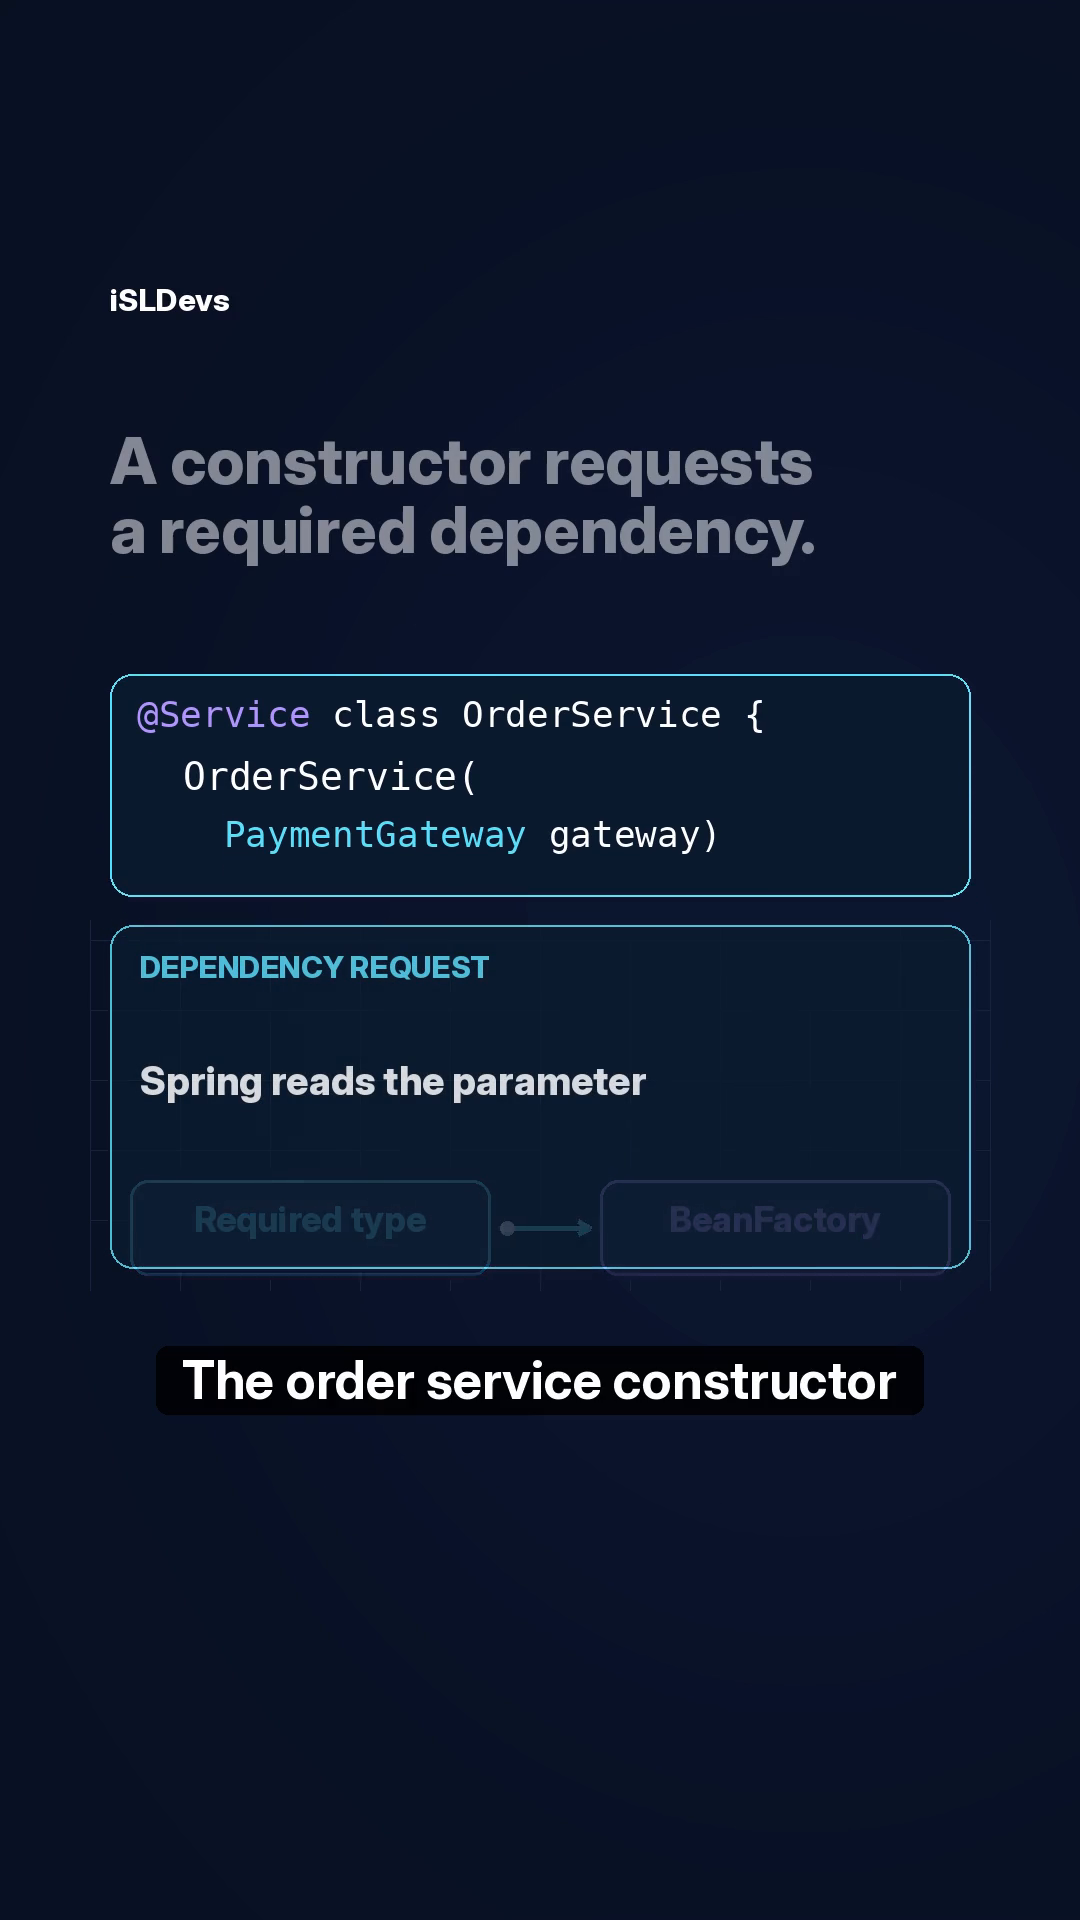 iSLDevs
A constructor requests
a required dependency.
@Service class OrderService {
OrderService(
PaymentGateway gateway)
DEPENDENCY REQUEST
Spring reads the parameter
Required type
BeanFactory
The order service constructor